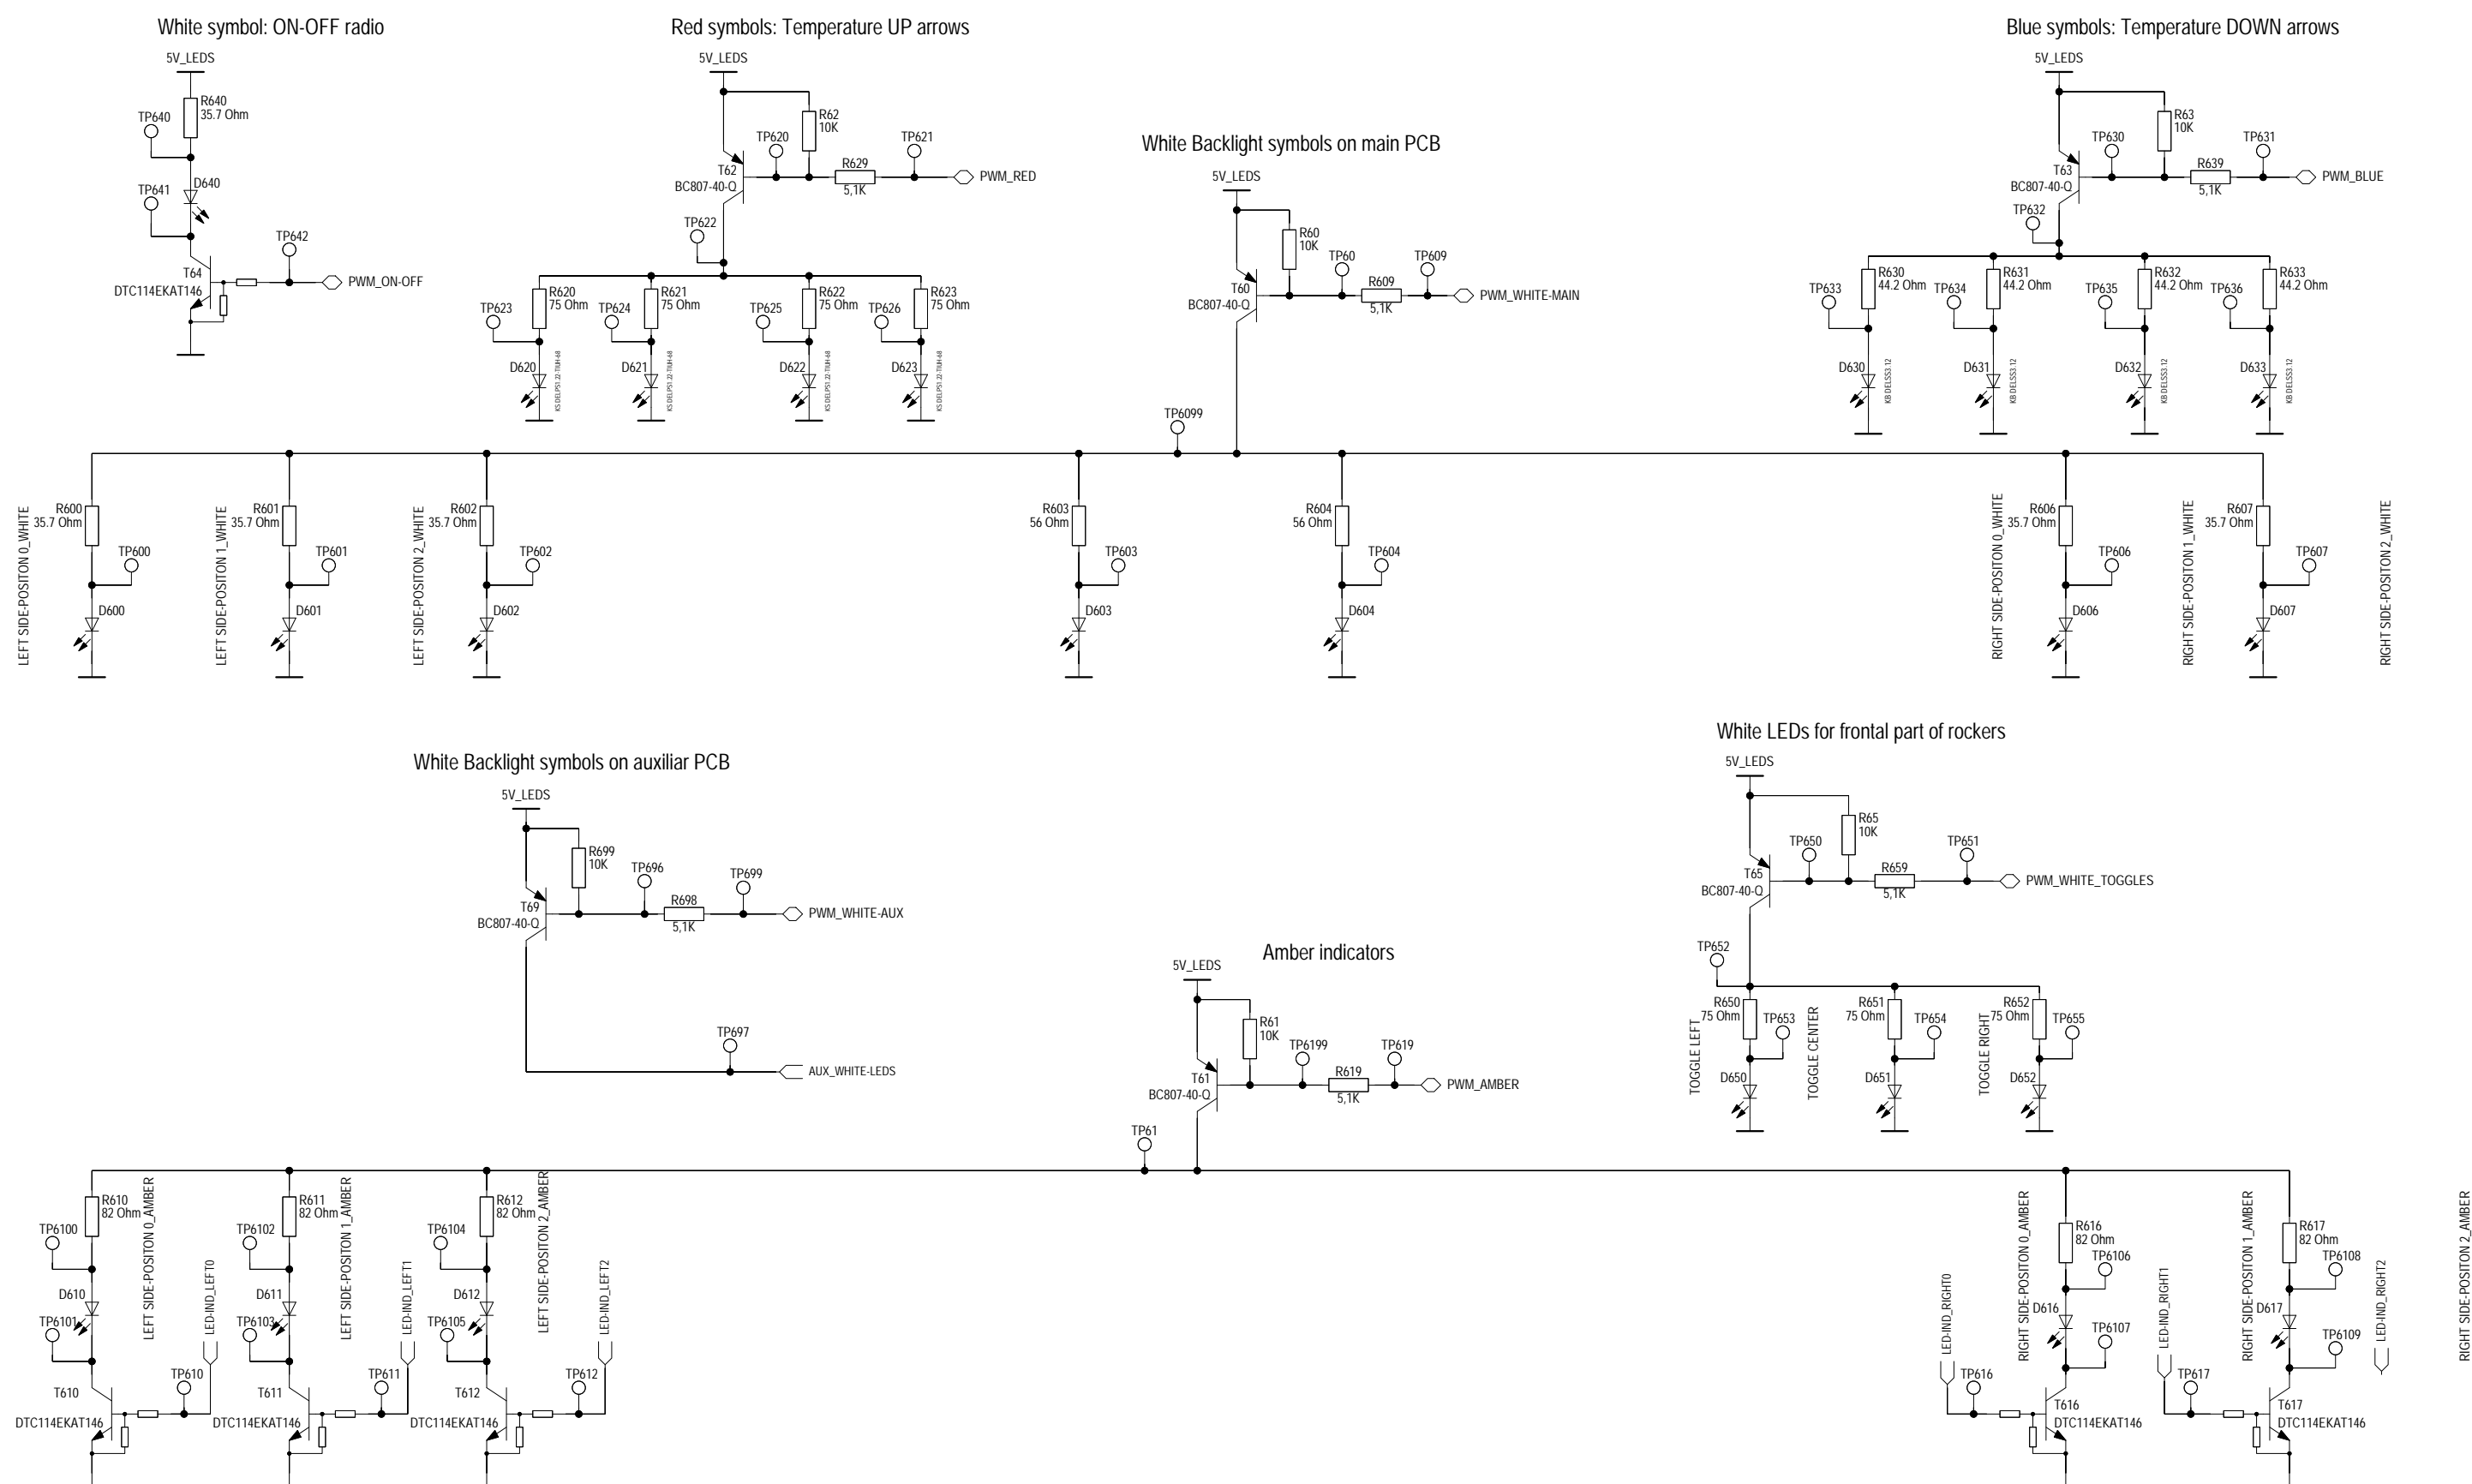 White symbol: ON-OFF radio
5V_LEDS
R640
35.7 Ohm
TP640
TP641
D640
TP642
T64
DTC114EKAT146
PWM_ON-OFF
Red symbols: Temperature UP arrows
5V_LEDS
R62
10K
TP620
TP621
T62
BC807-40-Q
R629
5,1K
PWM_RED
TP622
R620
75 Ohm
R621
75 Ohm
R622
75 Ohm
R623
75 Ohm
TP623
TP624
TP625
TP626
D620
D621
D622
D623
White Backlight symbols on main PCB
5V_LEDS
R60
10K
TP60
TP609
T60
BC807-40-Q
R609
5,1K
PWM_WHITE-MAIN
TP6099
Blue symbols: Temperature DOWN arrows
5V_LEDS
R63
10K
TP630
TP631
T63
BC807-40-Q
R639
5,1K
PWM_BLUE
TP632
R630
44.2 Ohm
R631
44.2 Ohm
R632
44.2 Ohm
R633
44.2 Ohm
TP633
TP634
TP635
TP636
D630
KB DELSS3.12
D631
KB DELSS3.12
D632
KB DELSS3.12
D633
KB DELSS3.12
LEFT SIDE-POSITON 0_WHITE
R600
35.7 Ohm
TP600
D600
LEFT SIDE-POSITON 1_WHITE
R601
35.7 Ohm
TP601
D601
LEFT SIDE-POSITON 2_WHITE
R602
35.7 Ohm
TP602
D602
R603
56 Ohm
TP603
D603
R604
56 Ohm
TP604
D604
RIGHT SIDE-POSITON 0_WHITE
R606
35.7 Ohm
TP606
D606
RIGHT SIDE-POSITON 1_WHITE
R607
35.7 Ohm
TP607
D607
RIGHT SIDE-POSITON 2_WHITE
White Backlight symbols on auxiliar PCB
5V_LEDS
R699
10K
TP696
TP699
T69
BC807-40-Q
R698
5,1K
PWM_WHITE-AUX
TP697
AUX_WHITE-LEDS
White LEDs for frontal part of rockers
5V_LEDS
R65
10K
TP650
TP651
T65
BC807-40-Q
R659
5,1K
PWM_WHITE_TOGGLES
TP652
TOGGLE LEFT
R650
75 Ohm
TP653
D650
TOGGLE CENTER
R651
75 Ohm
TP654
D651
TOGGLE RIGHT
R652
75 Ohm
TP655
D652
Amber indicators
5V_LEDS
R61
10K
TP6199
TP619
T61
BC807-40-Q
R619
5,1K
PWM_AMBER
TP61
R610
82 Ohm
TP6100
D610
TP6101
LEFT SIDE-POSITON 0_AMBER
LED-IND_LEFT0
TP610
T610
DTC114EKAT146
R611
82 Ohm
TP6102
D611
TP6103
LEFT SIDE-POSITON 1_AMBER
LED-IND_LEFT1
TP611
T611
DTC114EKAT146
R612
82 Ohm
TP6104
D612
TP6105
LEFT SIDE-POSITON 2_AMBER
LED-IND_LEFT2
TP612
T612
DTC114EKAT146
LED-IND_RIGHT0
TP616
RIGHT SIDE-POSITON 0_AMBER
R616
82 Ohm
TP6106
D616
TP6107
T616
DTC114EKAT146
LED-IND_RIGHT1
TP617
RIGHT SIDE-POSITON 1_AMBER
R617
82 Ohm
TP6108
D617
TP6109
T617
DTC114EKAT146
LED-IND_RIGHT2
RIGHT SIDE-POSITON 2_AMBER